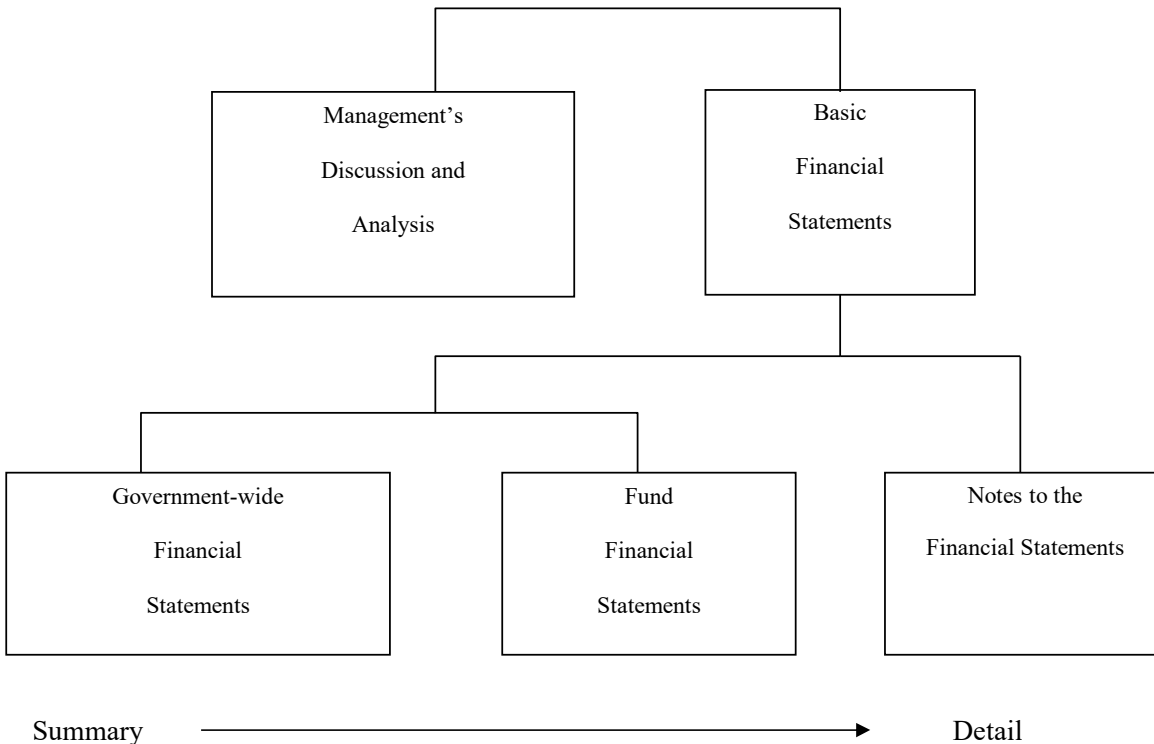 Management’s
Discussion and
Analysis
Basic
Financial
Statements
Government-wide
Financial
Statements
Fund
Financial
Statements
Notes to the
Financial Statements
Summary
Detail